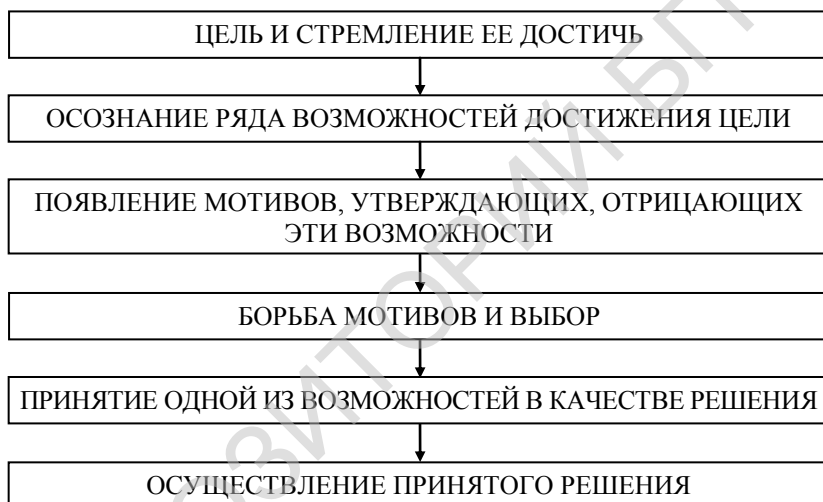 ЦЕЛЬ И СТРЕМЛЕНИЕ ЕЕ ДОСТИЧЬ
ОСОЗНАНИЕ РЯДА ВОЗМОЖНОСТЕЙ ДОСТИЖЕНИЯ ЦЕЛИ
ПОЯВЛЕНИЕ МОТИВОВ, УТВЕРЖДАЮЩИХ, ОТРИЦАЮЩИХ
ЭТИ ВОЗМОЖНОСТИ
БОРЬБА МОТИВОВ И ВЫБОР
ПРИНЯТИЕ ОДНОЙ ИЗ ВОЗМОЖНОСТЕЙ В КАЧЕСТВЕ РЕШЕНИЯ
ОСУЩЕСТВЛЕНИЕ ПРИНЯТОГО РЕШЕНИЯ